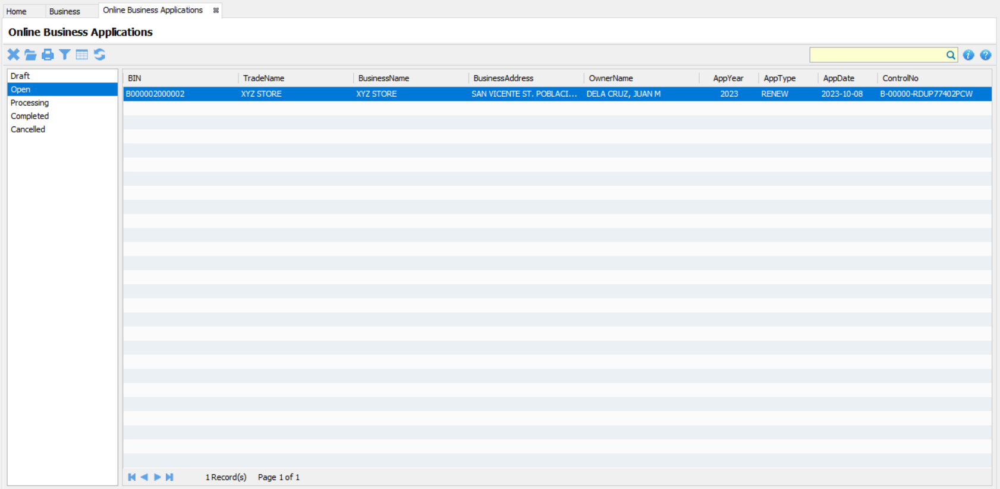 Home Business Online Business Applications
Online Business Applications
Draft
Open
Processing
Completed
Cancelled
BIN TradeName BusinessName BusinessAddress OwnerName AppYear AppType AppDate ControlNo
B000002000002 XYZ STORE XYZ STORE SAN VICENTE ST. POBLACI... DELA CRUZ, JUAN M 2023 RENEW 2023-10-08 B-00000-RDUP77402PCW
1 Record(s) Page 1 of 1